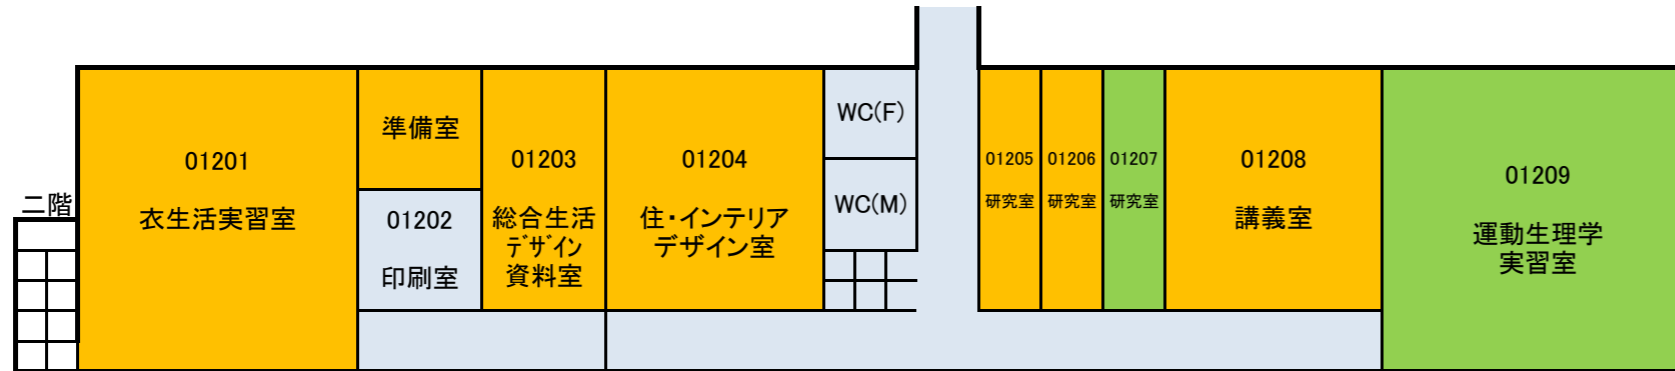 二階
01201
衣生活実習室
準備室
01202
印刷室
01203
総合生活
ﾃﾞｻﾞｲﾝ
資料室
01204
住・インテリア
デザイン室
WC(F)
WC(M)
01205
研究室
01206
研究室
01207
研究室
01208
講義室
01209
運動生理学
実習室